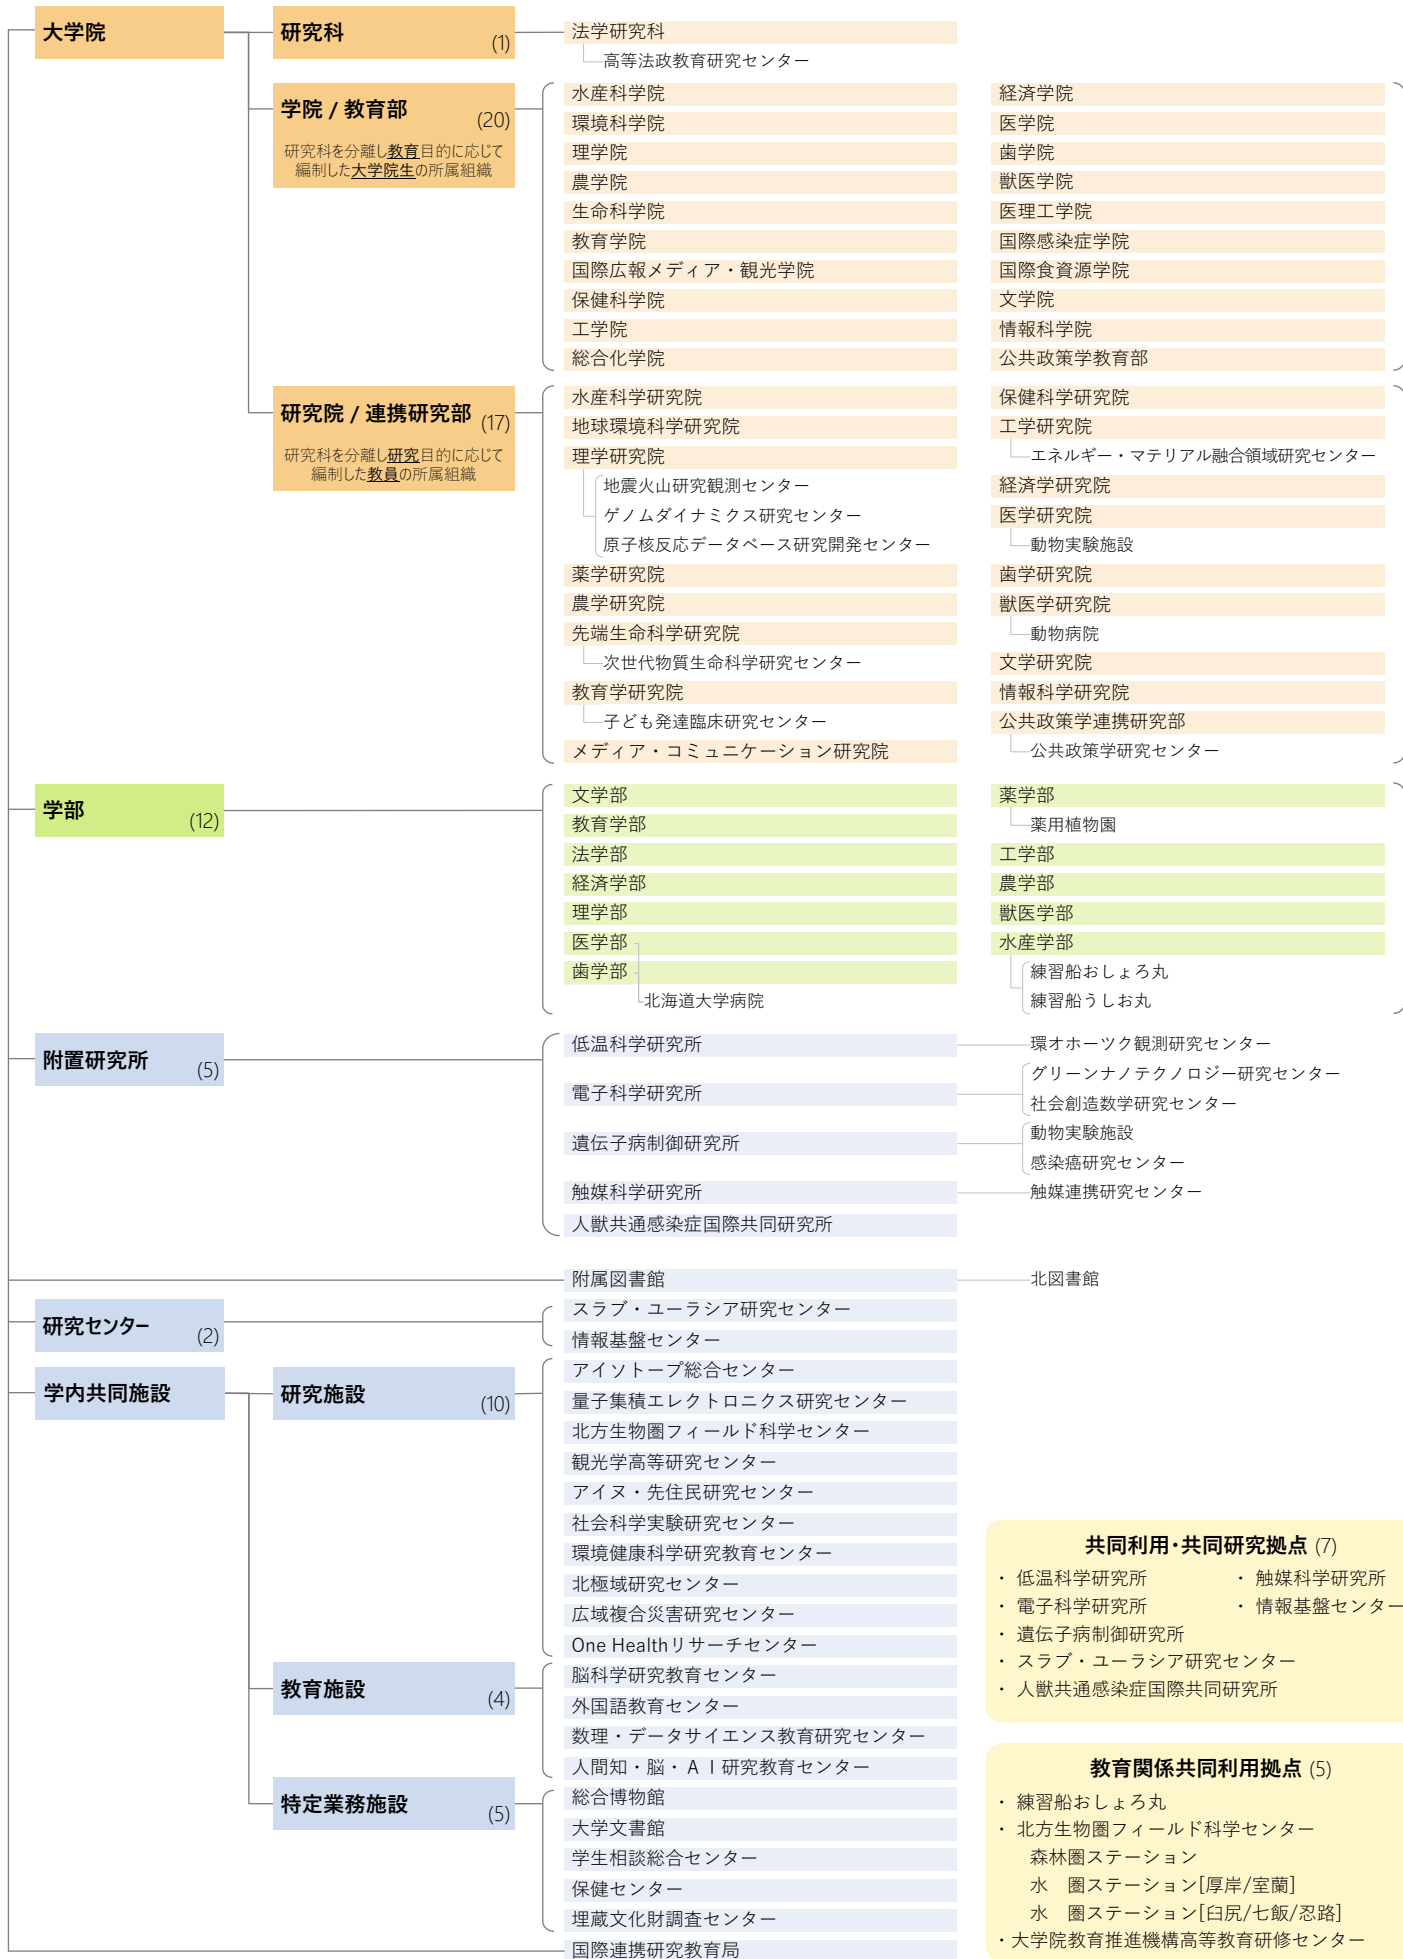 大学院
研究科
(1)
法学研究科
高等法政教育研究センター
学院 / 教育部
(20)
研究科を分離し教育目的に応じて
編制した大学院生の所属組織
水産科学院
環境科学院
理学院
農学院
生命科学院
教育学院
国際広報メディア・観光学院
保健科学院
工学院
総合化学院
経済学院
医学院
歯学院
獣医学院
医理工学院
国際感染症学院
国際食資源学院
文学院
情報科学院
公共政策学教育部
研究院 / 連携研究部
(17)
研究科を分離し研究目的に応じて
編制した教員の所属組織
水産科学研究院
地球環境科学研究院
理学研究院
地震火山研究観測センター
ゲノムダイナミクス研究センター
原子核反応データベース研究開発センター
薬学研究院
農学研究院
先端生命科学研究院
次世代物質生命科学研究センター
教育学研究院
子ども発達臨床研究センター
メディア・コミュニケーション研究院
保健科学研究院
工学研究院
エネルギー・マテリアル融合領域研究センター
経済学研究院
医学研究院
動物実験施設
歯学研究院
獣医学研究院
動物病院
文学研究院
情報科学研究院
公共政策学連携研究部
公共政策学研究センター
学部
(12)
文学部
教育学部
法学部
経済学部
理学部
医学部
歯学部
北海道大学病院
薬学部
薬用植物園
工学部
農学部
獣医学部
水産学部
練習船おしょろ丸
練習船うしお丸
附置研究所
(5)
低温科学研究所
環オホーツク観測研究センター
電子科学研究所
グリーンナノテクノロジー研究センター
社会創造数学研究センター
遺伝子病制御研究所
動物実験施設
感染癌研究センター
触媒科学研究所
触媒連携研究センター
人獣共通感染症国際共同研究所
附属図書館
北図書館
研究センター
(2)
スラブ・ユーラシア研究センター
情報基盤センター
学内共同施設
研究施設
(10)
アイソトープ総合センター
量子集積エレクトロニクス研究センター
北方生物圏フィールド科学センター
観光学高等研究センター
アイヌ・先住民研究センター
社会科学実験研究センター
環境健康科学研究教育センター
北極域研究センター
広域複合災害研究センター
One Healthリサーチセンター
教育施設
(4)
脳科学研究教育センター
外国語教育センター
数理・データサイエンス教育研究センター
人間知・脳・ＡＩ研究教育センター
特定業務施設
(5)
総合博物館
大学文書館
学生相談総合センター
保健センター
埋蔵文化財調査センター
国際連携研究教育局
共同利用・共同研究拠点 (7)
・ 低温科学研究所
・ 触媒科学研究所
・ 電子科学研究所
・ 情報基盤センター
・ 遺伝子病制御研究所
・ スラブ・ユーラシア研究センター
・ 人獣共通感染症国際共同研究所
教育関係共同利用拠点 (5)
・ 練習船おしょろ丸
・ 北方生物圏フィールド科学センター
森林圏ステーション
水　圏ステーション[厚岸/室蘭]
水　圏ステーション[臼尻/七飯/忍路]
・大学院教育推進機構高等教育研修センター